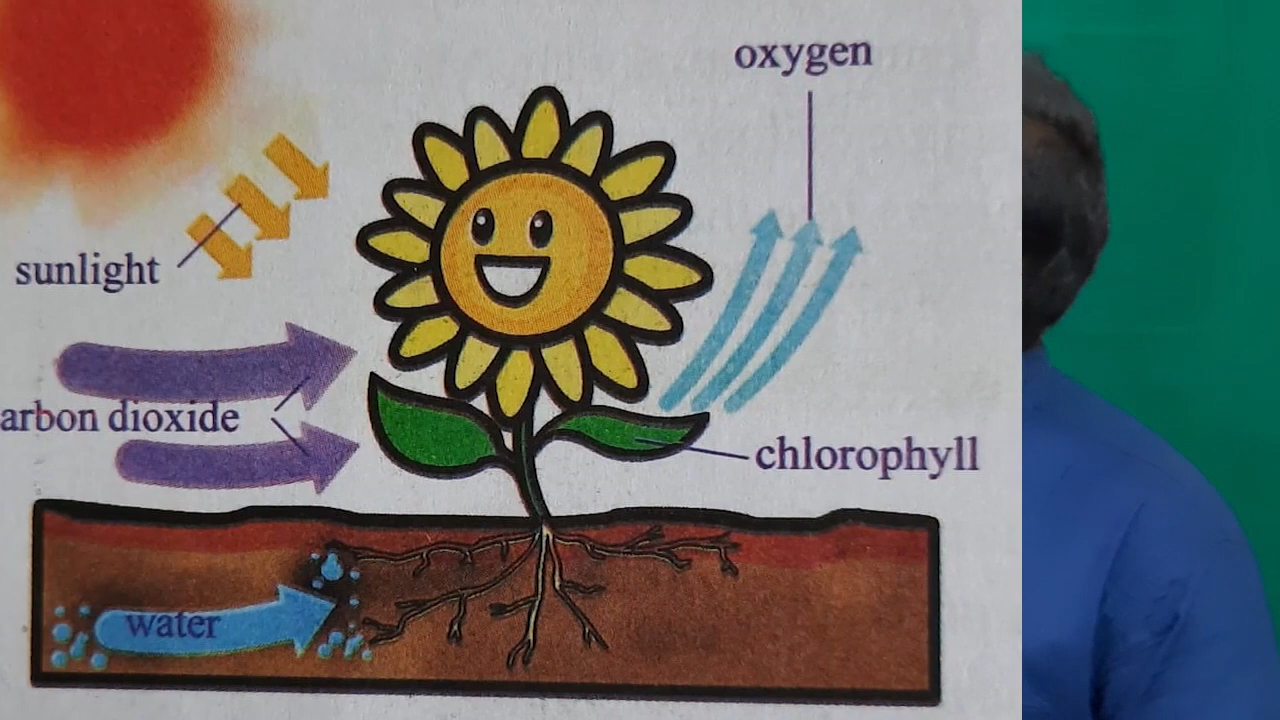 oxygen
sunlight
arbon dioxide
chlorophyll
water